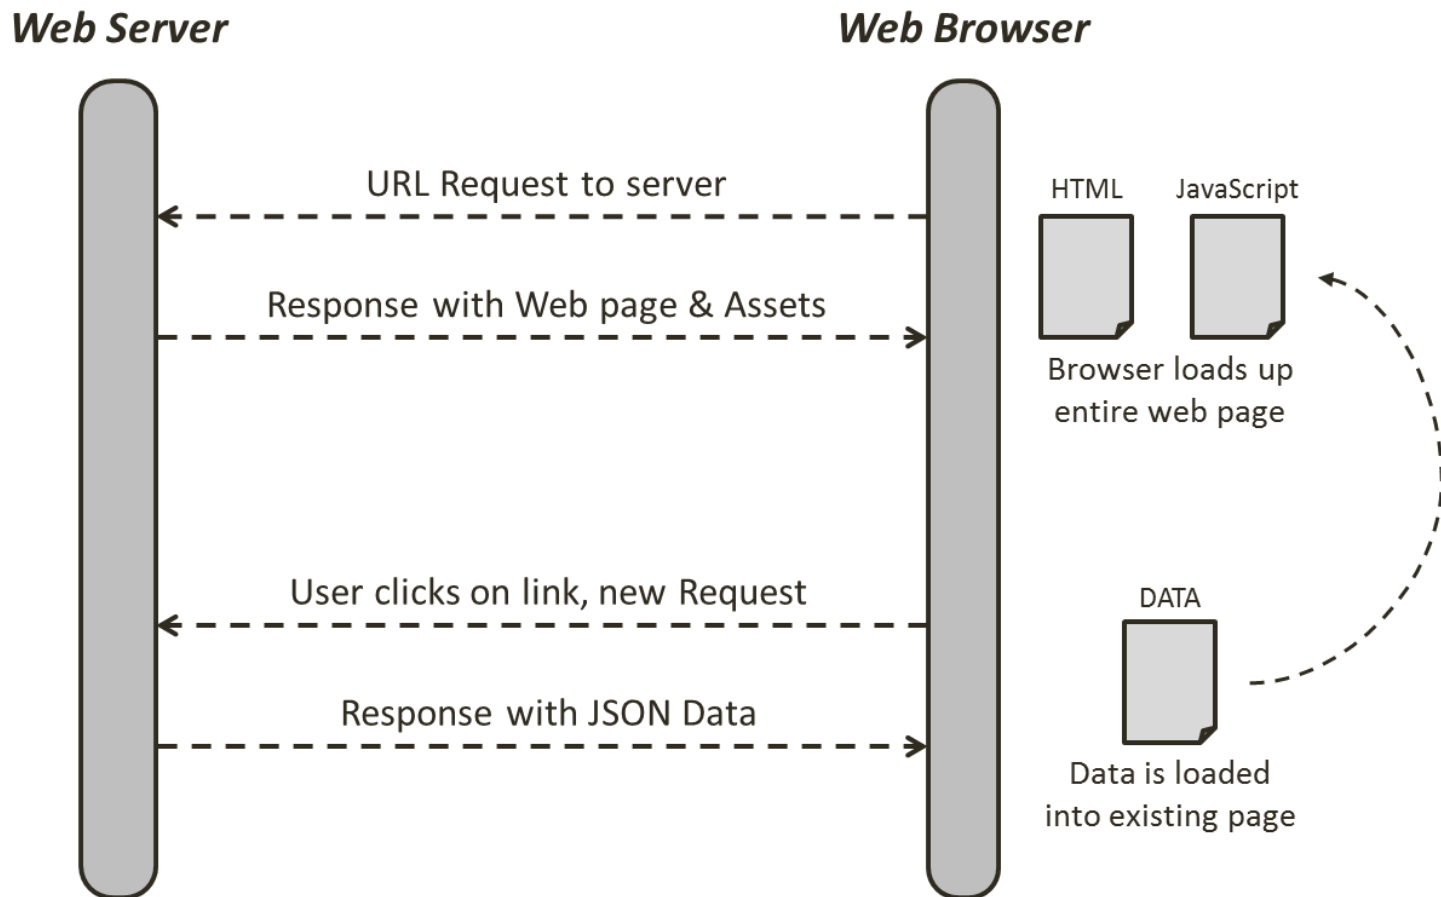 Web Server
Web Browser
URL Request to server
HTML
JavaScript
Response with Web page & Assets
Browser loads up
entire web page
User clicks on link, new Request
DATA
Response with JSON Data
Data is loaded
into existing page